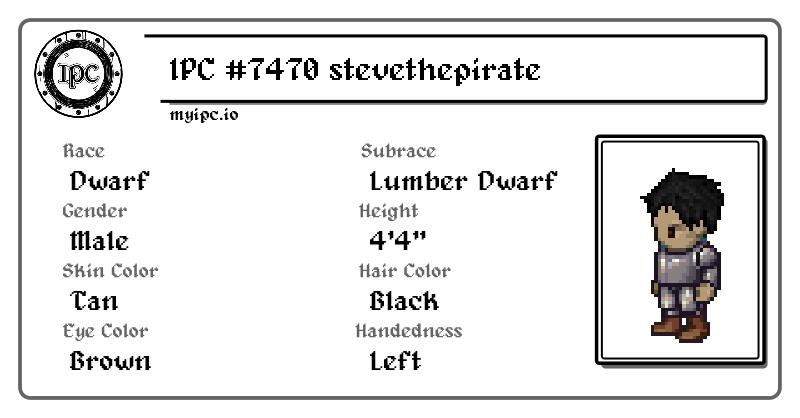 IPC
IPC #7470 stevethepirate
myipc.io
Race
Dwarf
Subrace
Lumber Dwarf
Gender
Male
Height
4'4"
Skin Color
Tan
Hair Color
Black
Eye Color
Brown
Handedness
Left